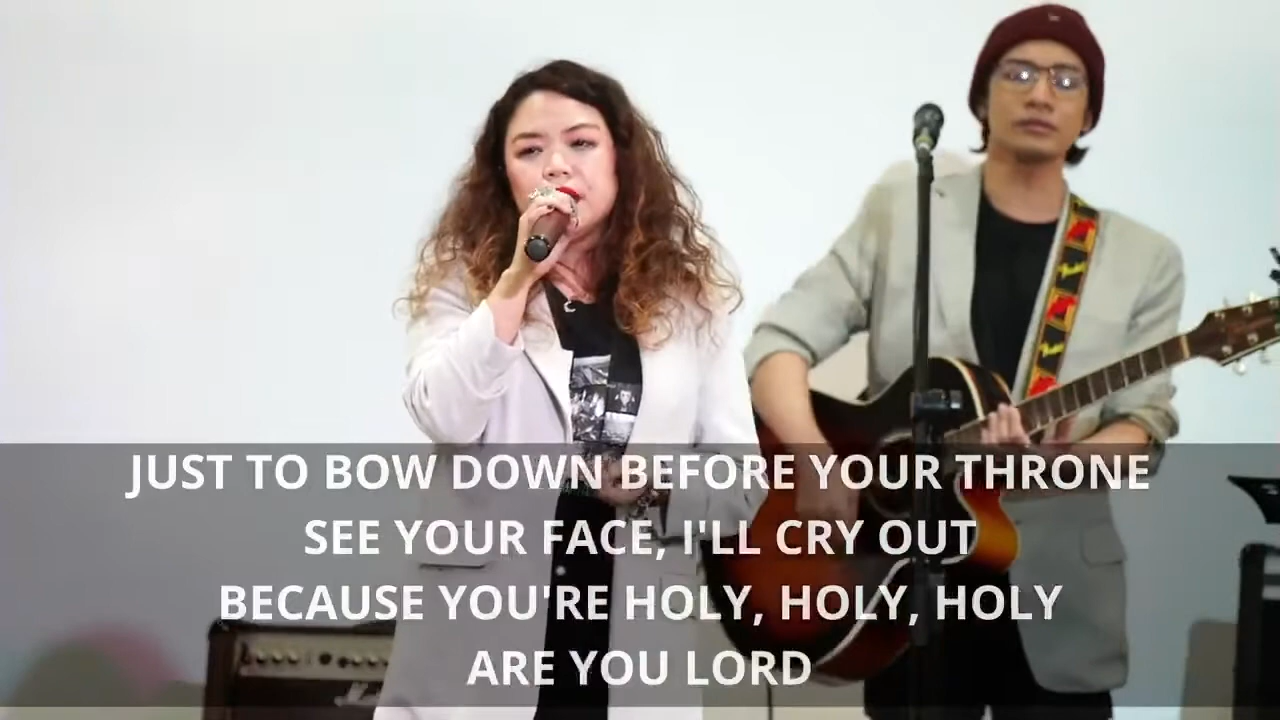 JUST TO BOW DOWN BEFORE YOUR THRONE
SEE YOUR FACE, I'LL CRY OUT
BECAUSE YOU'RE HOLY, HOLY, HOLY
ARE YOU LORD